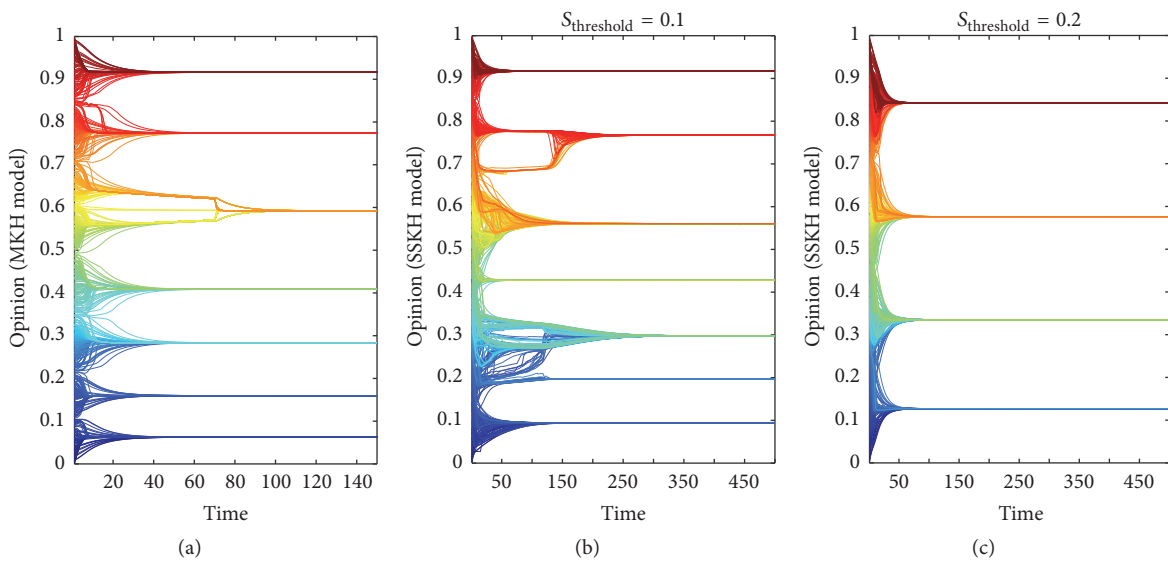 1
0.9
0.8
0.7
0.6
0.5
0.4
0.3
0.2
0.1
0
Opinion (MKH model)
20 40 60 80 100 120 140
Time
(a)
S_threshold = 0.1
1
0.9
0.8
0.7
0.6
0.5
0.4
0.3
0.2
0.1
0
Opinion (SSKH model)
50 150 250 350 450
Time
(b)
S_threshold = 0.2
1
0.9
0.8
0.7
0.6
0.5
0.4
0.3
0.2
0.1
0
Opinion (SSKH model)
50 150 250 350 450
Time
(c)